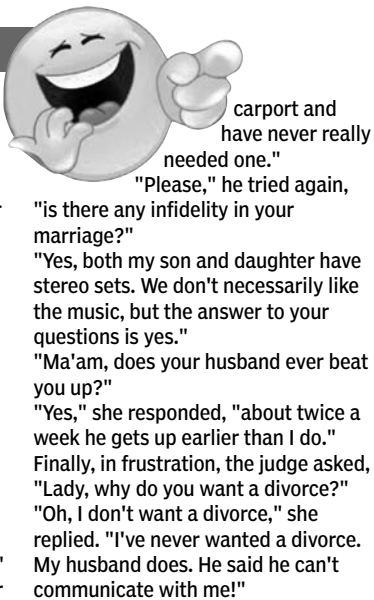 carport and
have never really
needed one."
"Please," he tried again,
"is there any infidelity in your
marriage?"
"Yes, both my son and daughter have
stereo sets. We don't necessarily like
the music, but the answer to your
questions is yes."
"Ma'am, does your husband ever beat
you up?"
"Yes," she responded, "about twice a
week he gets up earlier than I do."
Finally, in frustration, the judge asked,
"Lady, why do you want a divorce?"
"Oh, I don't want a divorce," she
replied. "I've never wanted a divorce.
My husband does. He said he can't
communicate with me!"